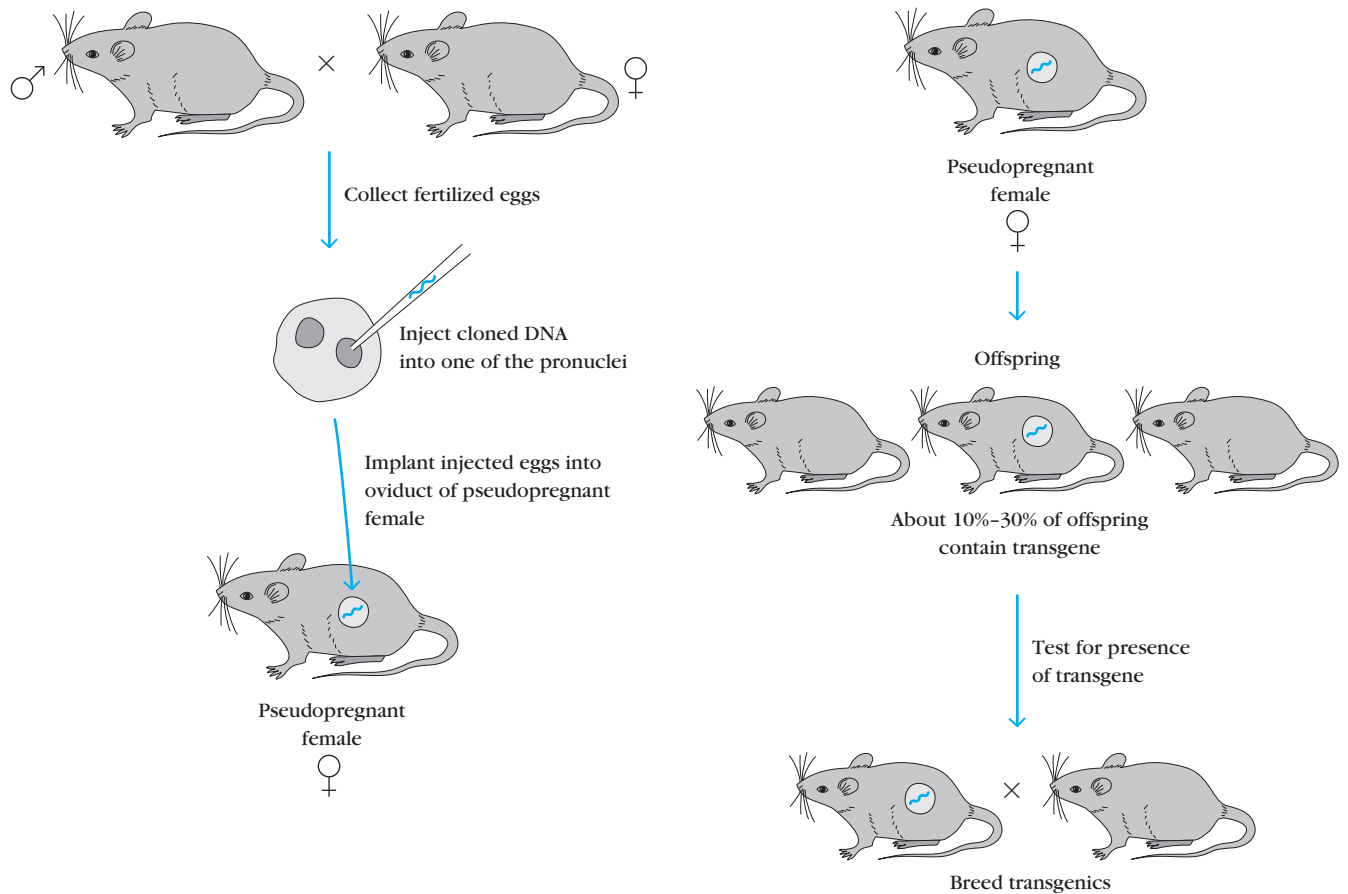 Collect fertilized eggs
Inject cloned DNA
into one of the pronuclei
Implant injected eggs into
oviduct of pseudopregnant
female
Pseudopregnant
female
Pseudopregnant
female
Offspring
About 10%–30% of offspring
contain transgene
Test for presence
of transgene
Breed transgenics